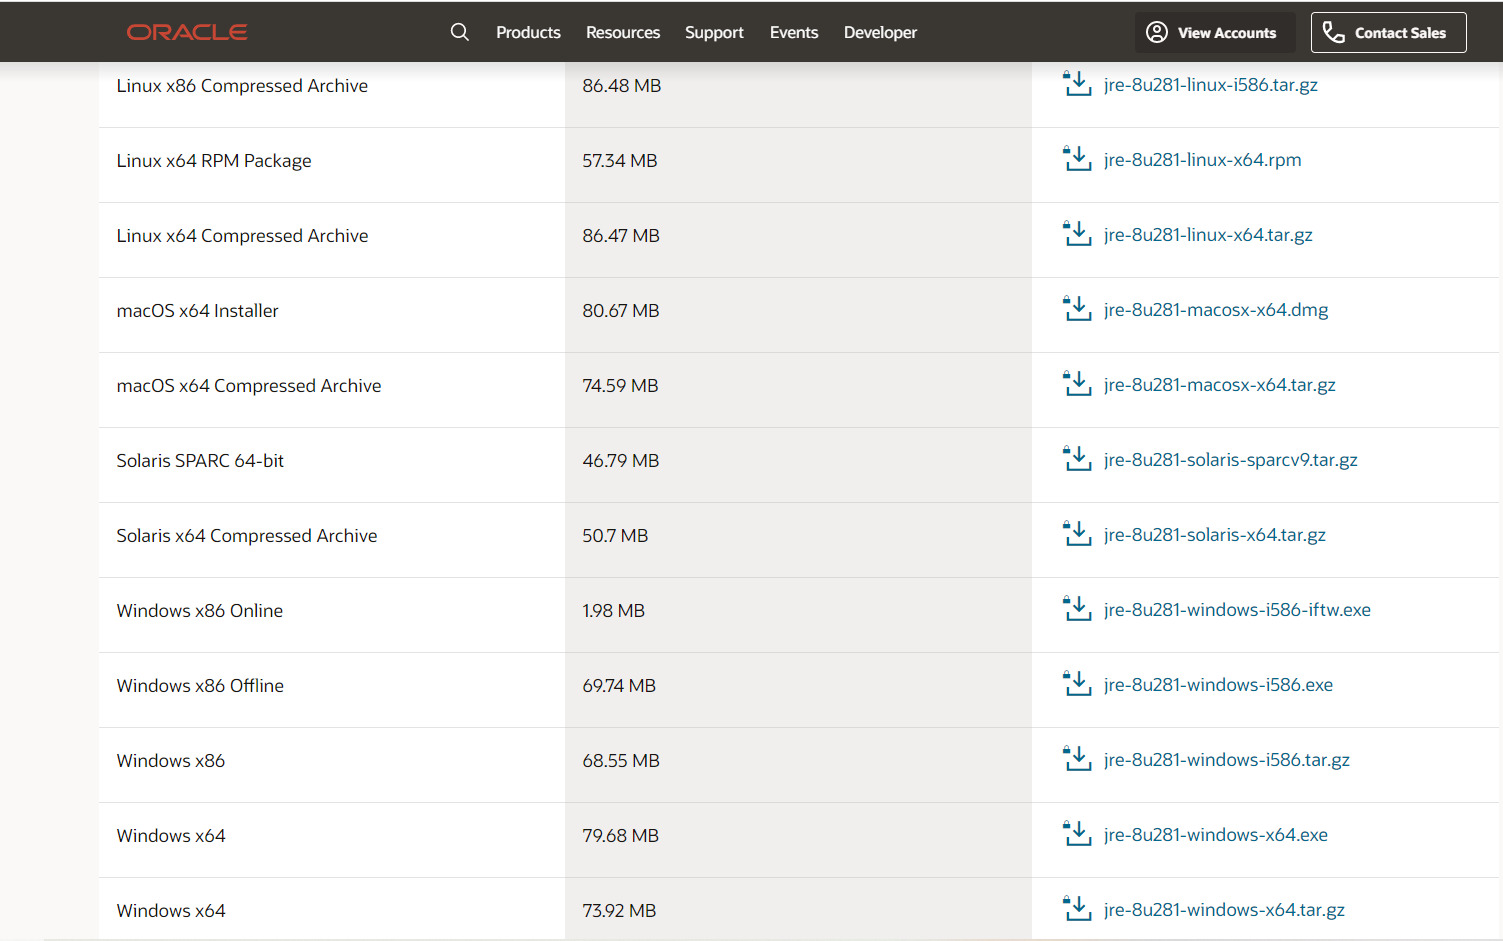 ORACLE Products Resources Support Events Developer View Accounts Contact Sales
Linux x86 Compressed Archive 86.48 MB jre-8u281-linux-i586.tar.gz
Linux x64 RPM Package 57.34 MB jre-8u281-linux-x64.rpm
Linux x64 Compressed Archive 86.47 MB jre-8u281-linux-x64.tar.gz
macOS x64 Installer 80.67 MB jre-8u281-macosx-x64.dmg
macOS x64 Compressed Archive 74.59 MB jre-8u281-macosx-x64.tar.gz
Solaris SPARC 64-bit 46.79 MB jre-8u281-solaris-sparcv9.tar.gz
Solaris x64 Compressed Archive 50.7 MB jre-8u281-solaris-x64.tar.gz
Windows x86 Online 1.98 MB jre-8u281-windows-i586-iftw.exe
Windows x86 Offline 69.74 MB jre-8u281-windows-i586.exe
Windows x86 68.55 MB jre-8u281-windows-i586.tar.gz
Windows x64 79.68 MB jre-8u281-windows-x64.exe
Windows x64 73.92 MB jre-8u281-windows-x64.tar.gz